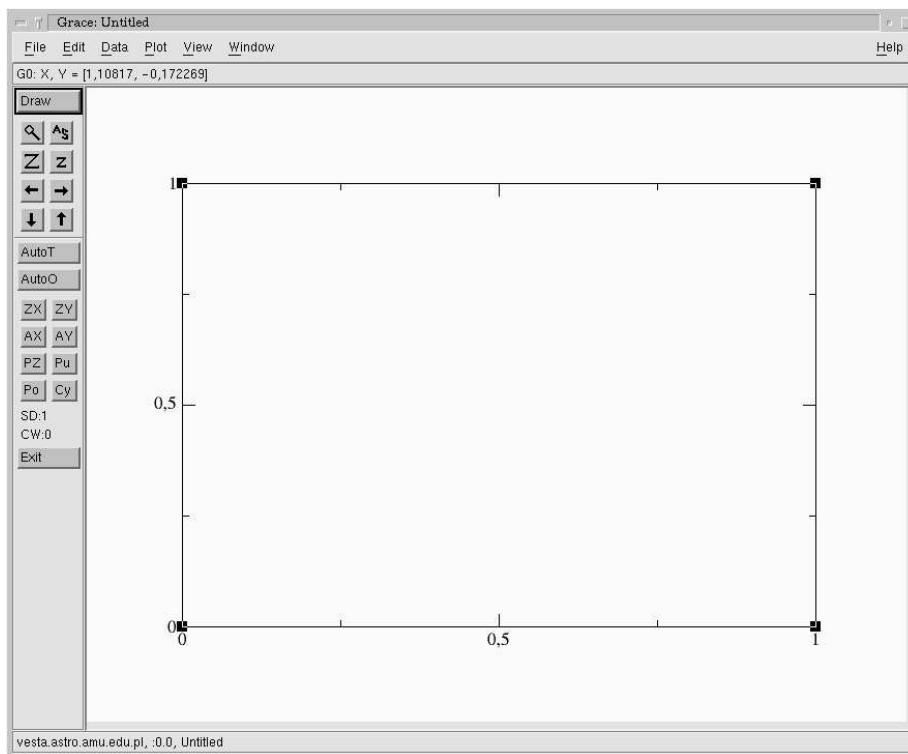 Grace: Untitled
File Edit Data Plot View Window Help
G0: X, Y = [1,10817, -0,172269]
Draw
AS
Z z
AutoT
AutoO
ZX ZY
AX AY
PZ Pu
Po Cy
SD:1
CW:0
Exit
1
0,5
0
0 0,5 1
vesta.astro.amu.edu.pl, :0.0, Untitled